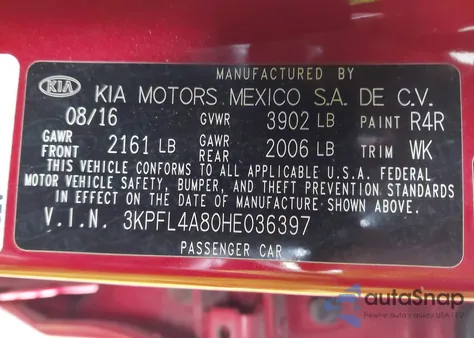 MANUFACTURED BY
KIA KIA MOTORS MEXICO S.A. DE C.V.
08/16 GVWR 3902 LB PAINT R4R
GAWR FRONT 2161 LB GAWR REAR 2006 LB TRIM WK
THIS VEHICLE CONFORMS TO ALL APPLICABLE U.S.A. FEDERAL
MOTOR VEHICLE SAFETY, BUMPER, AND THEFT PREVENTION STANDARDS
IN EFFECT ON THE DATE OF MANUFACTURE SHOWN ABOVE.
V.I.N. 3KPFL4A80HE036397
PASSENGER CAR
autoSnap